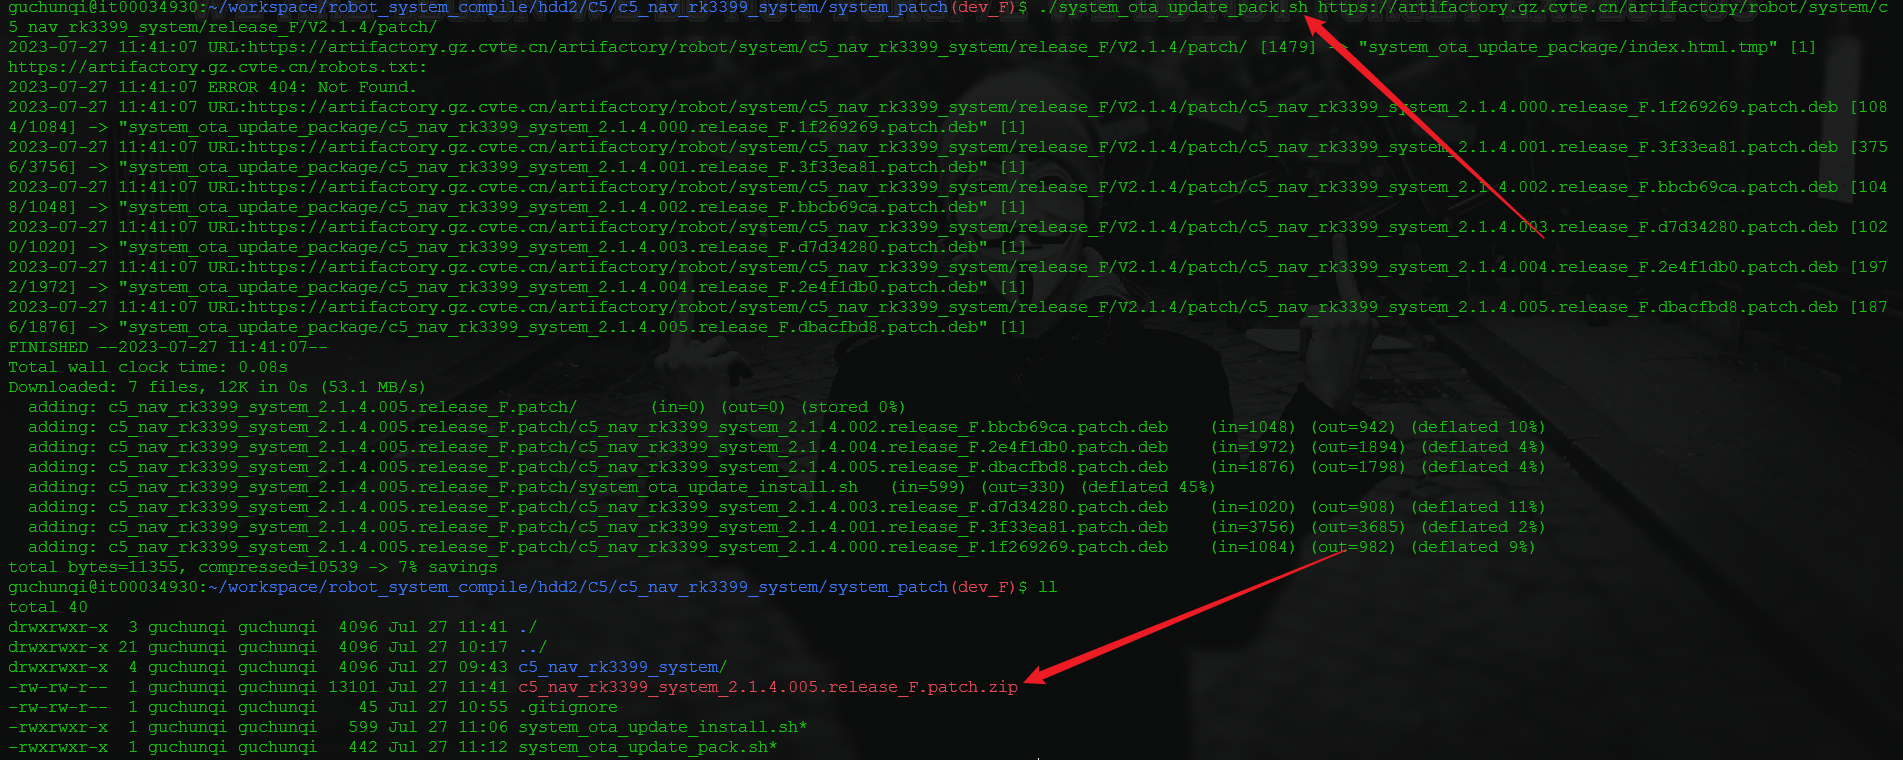 guchunqi@it00034930:~/workspace/robot_system_compile/hdd2/C5/c5_nav_rk3399_system/system_patch(dev_F)$ ./system_ota_update_pack.sh https://artifactory.gz.cvte.cn/artifactory/robot/system/c
5_nav_rk3399_system/release_F/V2.1.4/patch/
2023-07-27 11:41:07 URL:https://artifactory.gz.cvte.cn/artifactory/robot/system/c5_nav_rk3399_system/release_F/V2.1.4/patch/ [1479] -> "system_ota_update_package/index.html.tmp" [1]
https://artifactory.gz.cvte.cn/robots.txt:
2023-07-27 11:41:07 ERROR 404: Not Found.
2023-07-27 11:41:07 URL:https://artifactory.gz.cvte.cn/artifactory/robot/system/c5_nav_rk3399_system/release_F/V2.1.4/patch/c5_nav_rk3399_system_2.1.4.000.release_F.1f269269.patch.deb [108
4/1084] -> "system_ota_update_package/c5_nav_rk3399_system_2.1.4.000.release_F.1f269269.patch.deb" [1]
2023-07-27 11:41:07 URL:https://artifactory.gz.cvte.cn/artifactory/robot/system/c5_nav_rk3399_system/release_F/V2.1.4/patch/c5_nav_rk3399_system_2.1.4.001.release_F.3f33ea81.patch.deb [375
6/3756] -> "system_ota_update_package/c5_nav_rk3399_system_2.1.4.001.release_F.3f33ea81.patch.deb" [1]
2023-07-27 11:41:07 URL:https://artifactory.gz.cvte.cn/artifactory/robot/system/c5_nav_rk3399_system/release_F/V2.1.4/patch/c5_nav_rk3399_system_2.1.4.002.release_F.bbcb69ca.patch.deb [104
8/1048] -> "system_ota_update_package/c5_nav_rk3399_system_2.1.4.002.release_F.bbcb69ca.patch.deb" [1]
2023-07-27 11:41:07 URL:https://artifactory.gz.cvte.cn/artifactory/robot/system/c5_nav_rk3399_system/release_F/V2.1.4/patch/c5_nav_rk3399_system_2.1.4.003.release_F.d7d34280.patch.deb [102
0/1020] -> "system_ota_update_package/c5_nav_rk3399_system_2.1.4.003.release_F.d7d34280.patch.deb" [1]
2023-07-27 11:41:07 URL:https://artifactory.gz.cvte.cn/artifactory/robot/system/c5_nav_rk3399_system/release_F/V2.1.4/patch/c5_nav_rk3399_system_2.1.4.004.release_F.2e4f1db0.patch.deb [197
2/1972] -> "system_ota_update_package/c5_nav_rk3399_system_2.1.4.004.release_F.2e4f1db0.patch.deb" [1]
2023-07-27 11:41:07 URL:https://artifactory.gz.cvte.cn/artifactory/robot/system/c5_nav_rk3399_system/release_F/V2.1.4/patch/c5_nav_rk3399_system_2.1.4.005.release_F.dbacfbd8.patch.deb [187
6/1876] -> "system_ota_update_package/c5_nav_rk3399_system_2.1.4.005.release_F.dbacfbd8.patch.deb" [1]
FINISHED --2023-07-27 11:41:07--
Total wall clock time: 0.08s
Downloaded: 7 files, 12K in 0s (53.1 MB/s)
adding: c5_nav_rk3399_system_2.1.4.005.release_F.patch/ (in=0) (out=0) (stored 0%)
adding: c5_nav_rk3399_system_2.1.4.005.release_F.patch/c5_nav_rk3399_system_2.1.4.002.release_F.bbcb69ca.patch.deb (in=1048) (out=942) (deflated 10%)
adding: c5_nav_rk3399_system_2.1.4.005.release_F.patch/c5_nav_rk3399_system_2.1.4.004.release_F.2e4f1db0.patch.deb (in=1972) (out=1894) (deflated 4%)
adding: c5_nav_rk3399_system_2.1.4.005.release_F.patch/c5_nav_rk3399_system_2.1.4.005.release_F.dbacfbd8.patch.deb (in=1876) (out=1798) (deflated 4%)
adding: c5_nav_rk3399_system_2.1.4.005.release_F.patch/system_ota_update_install.sh (in=599) (out=330) (deflated 45%)
adding: c5_nav_rk3399_system_2.1.4.005.release_F.patch/c5_nav_rk3399_system_2.1.4.003.release_F.d7d34280.patch.deb (in=1020) (out=908) (deflated 11%)
adding: c5_nav_rk3399_system_2.1.4.005.release_F.patch/c5_nav_rk3399_system_2.1.4.001.release_F.3f33ea81.patch.deb (in=3756) (out=3685) (deflated 2%)
adding: c5_nav_rk3399_system_2.1.4.005.release_F.patch/c5_nav_rk3399_system_2.1.4.000.release_F.1f269269.patch.deb (in=1084) (out=982) (deflated 9%)
total bytes=11355, compressed=10539 -> 7% savings
guchunqi@it00034930:~/workspace/robot_system_compile/hdd2/C5/c5_nav_rk3399_system/system_patch(dev_F)$ ll
total 40
drwxrwxr-x 3 guchunqi guchunqi 4096 Jul 27 11:41 ./
drwxrwxr-x 21 guchunqi guchunqi 4096 Jul 27 10:17 ../
drwxrwxr-x 4 guchunqi guchunqi 4096 Jul 27 09:43 c5_nav_rk3399_system/
-rw-rw-r-- 1 guchunqi guchunqi 13101 Jul 27 11:41 c5_nav_rk3399_system_2.1.4.005.release_F.patch.zip
-rw-rw-r-- 1 guchunqi guchunqi 45 Jul 27 10:55 .gitignore
-rwxrwxr-x 1 guchunqi guchunqi 599 Jul 27 11:06 system_ota_update_install.sh*
-rwxrwxr-x 1 guchunqi guchunqi 442 Jul 27 11:12 system_ota_update_pack.sh*